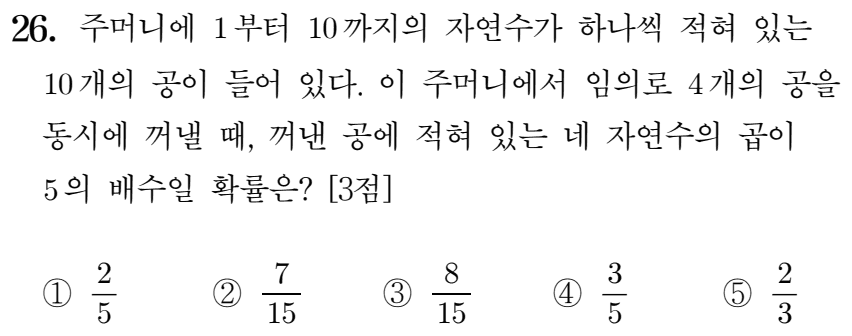 26. 주머니에 1부터 10까지의 자연수가 하나씩 적혀 있는
10개의 공이 들어 있다. 이 주머니에서 임의로 4개의 공을
동시에 꺼낼 때, 꺼낸 공에 적혀 있는 네 자연수의 곱이
5의 배수일 확률은? [3점]
① 2/5 ② 7/15 ③ 8/15 ④ 3/5 ⑤ 2/3